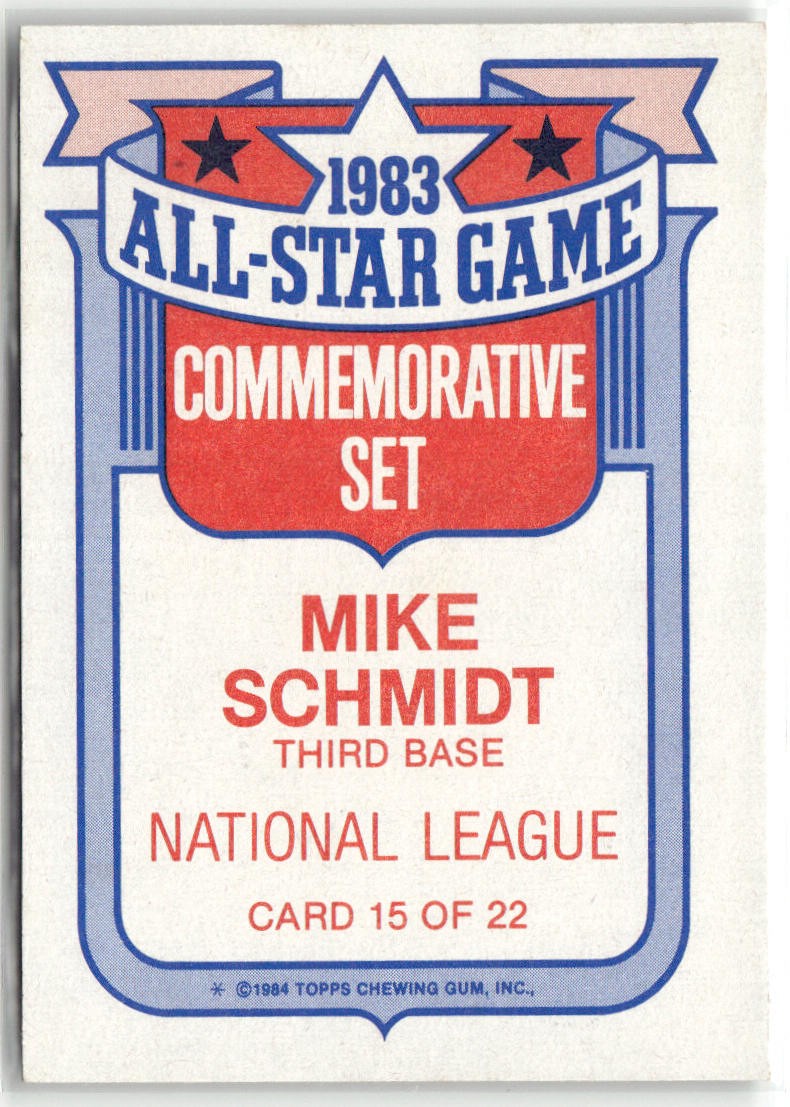 1983
ALL-STAR GAME
COMMEMORATIVE
SET
MIKE
SCHMIDT
THIRD BASE
NATIONAL LEAGUE
CARD 15 OF 22
* ©1984 TOPPS CHEWING GUM, INC.,